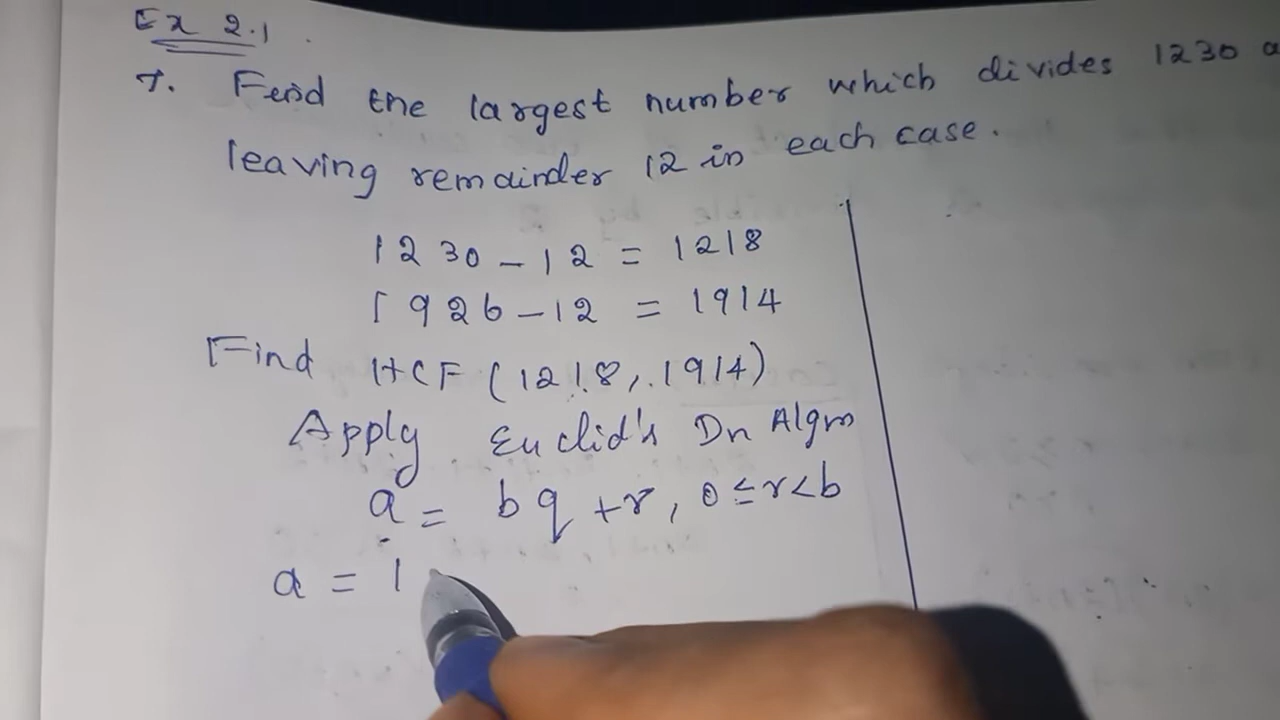 Ex 2.1
7. Find the largest number which divides 1230 a
leaving remainder 12 in each case.
1230 - 12 = 1218
1926 - 12 = 1914
Find HCF (1218, 1914)
Apply Euclid's Dn Algm
a = bq + r, 0 ≤ r < b
a = 1